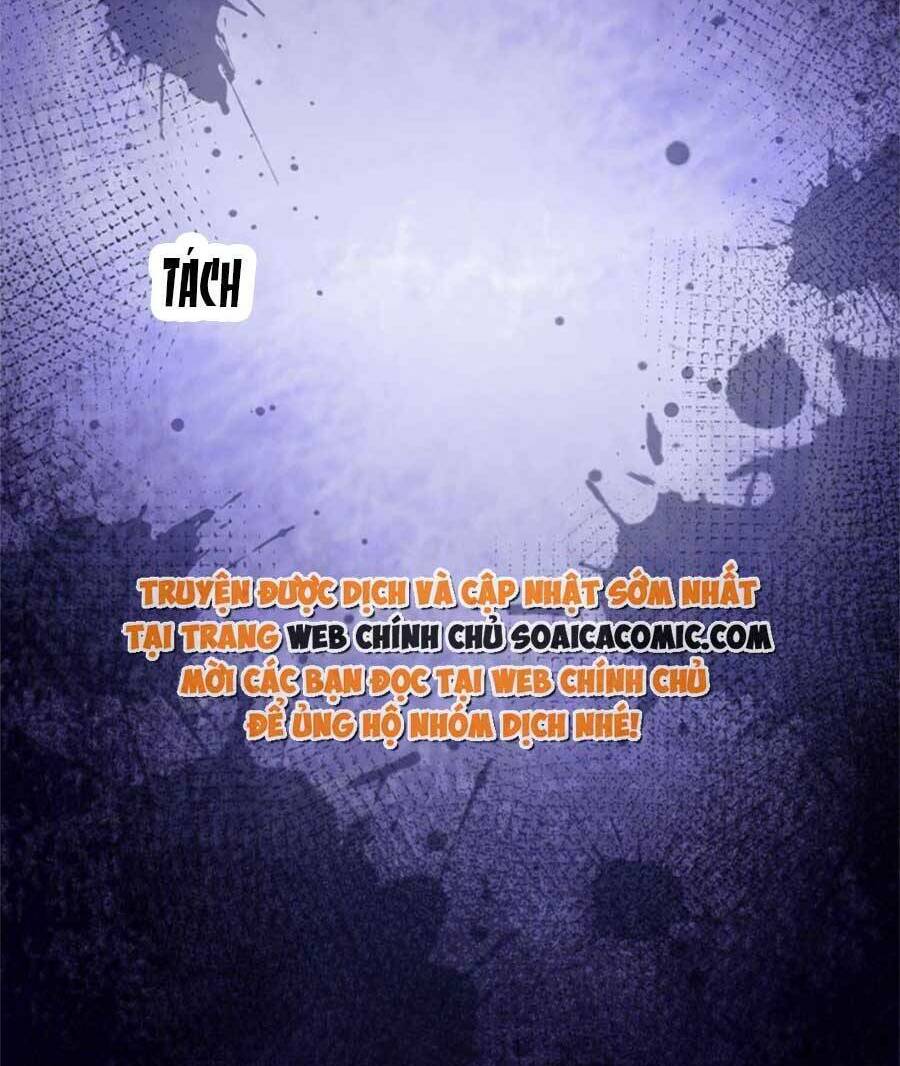 TÁCH
TRUYỆN ĐƯỢC DỊCH VÀ CẬP NHẬT SỚM NHẤT
TẠI TRANG WEB CHÍNH CHỦ SOAICACOMIC.COM
MỜI CÁC BẠN ĐỌC TẠI WEB CHÍNH CHỦ
ĐỂ ỦNG HỘ NHÓM DỊCH NHÉ!